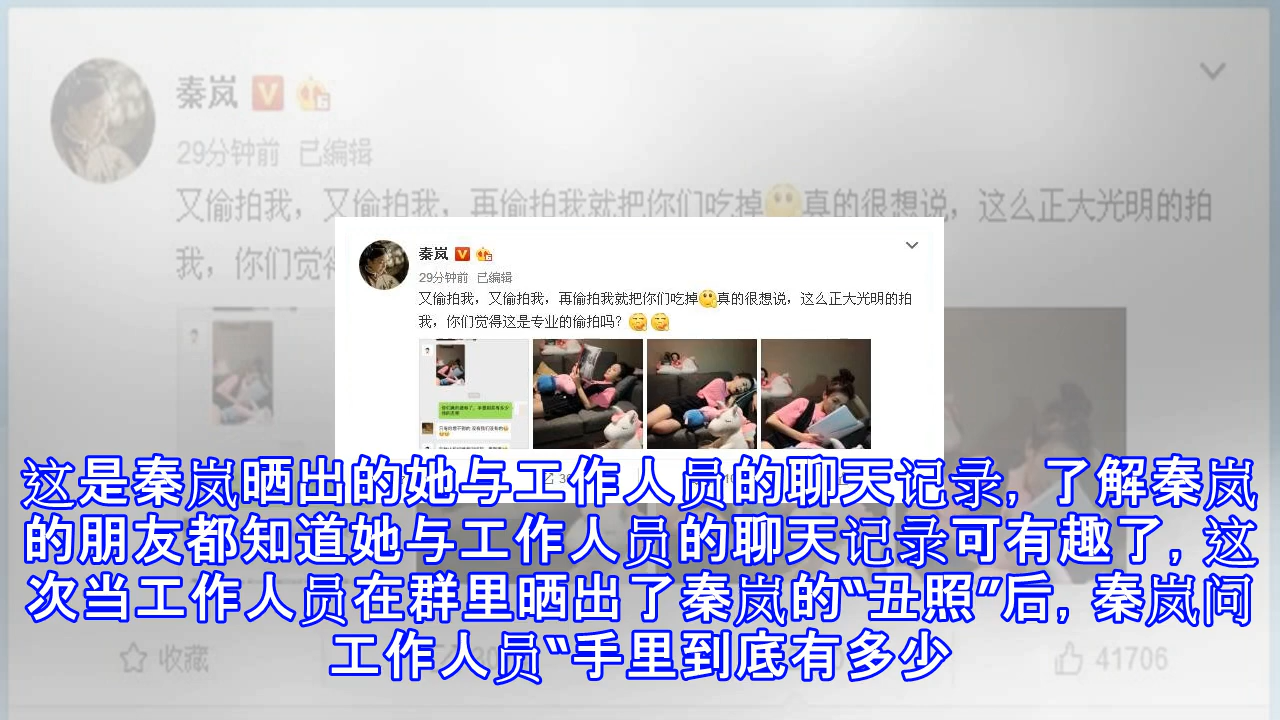 秦岚
29分钟前 已编辑
又偷拍我，又偷拍我，再偷拍我就把你们吃掉真的很想说，这么正大光明的拍
我，你们觉得
秦岚
29分钟前 已编辑
又偷拍我，又偷拍我，再偷拍我就把你们吃掉真的很想说，这么正大光明的拍
我，你们觉得这是专业的偷拍吗？
这是秦岚晒出的她与工作人员的聊天记录, 了解秦岚
的朋友都知道她与工作人员的聊天记录可有趣了, 这
次当工作人员在群里晒出了秦岚的“丑照”后, 秦岚问
工作人员“手里到底有多少
收藏
41706